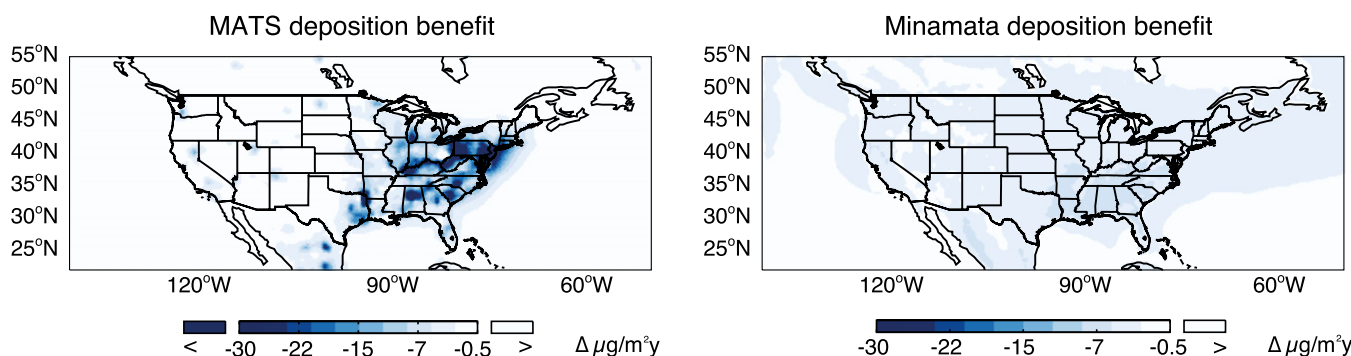 MATS deposition benefit
55°N
50°N
45°N
40°N
35°N
30°N
25°N
120°W 90°W 60°W
< -30 -22 -15 -7 -0.5 > Δ µg/m²y
Minamata deposition benefit
55°N
50°N
45°N
40°N
35°N
30°N
25°N
120°W 90°W 60°W
-30 -22 -15 -7 -0.5 > Δ µg/m²y